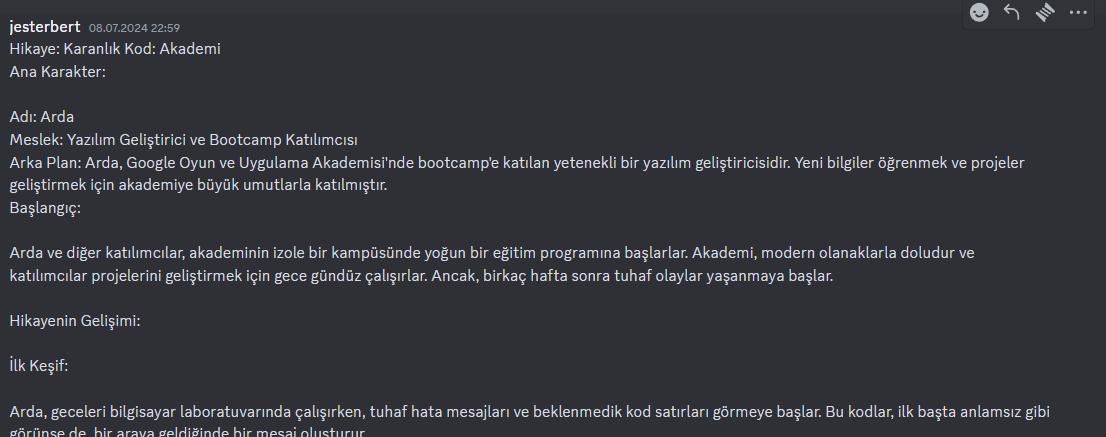 jesterbert 08.07.2024 22:59
Hikaye: Karanlık Kod: Akademi
Ana Karakter:
Adı: Arda
Meslek: Yazılım Geliştirici ve Bootcamp Katılımcısı
Arka Plan: Arda, Google Oyun ve Uygulama Akademisi'nde bootcamp'e katılan yetenekli bir yazılım geliştiricisidir. Yeni bilgiler öğrenmek ve projeler
geliştirmek için akademiye büyük umutlarla katılmıştır.
Başlangıç:
Arda ve diğer katılımcılar, akademinin izole bir kampüsünde yoğun bir eğitim programına başlarlar. Akademi, modern olanaklarla doludur ve
katılımcılar projelerini geliştirmek için gece gündüz çalışırlar. Ancak, birkaç hafta sonra tuhaf olaylar yaşanmaya başlar.
Hikayenin Gelişimi:
İlk Keşif:
Arda, geceleri bilgisayar laboratuvarında çalışırken, tuhaf hata mesajları ve beklenmedik kod satırları görmeye başlar. Bu kodlar, ilk başta anlamsız gibi
görünse de, bir araya geldiğinde bir mesaj oluşturur.